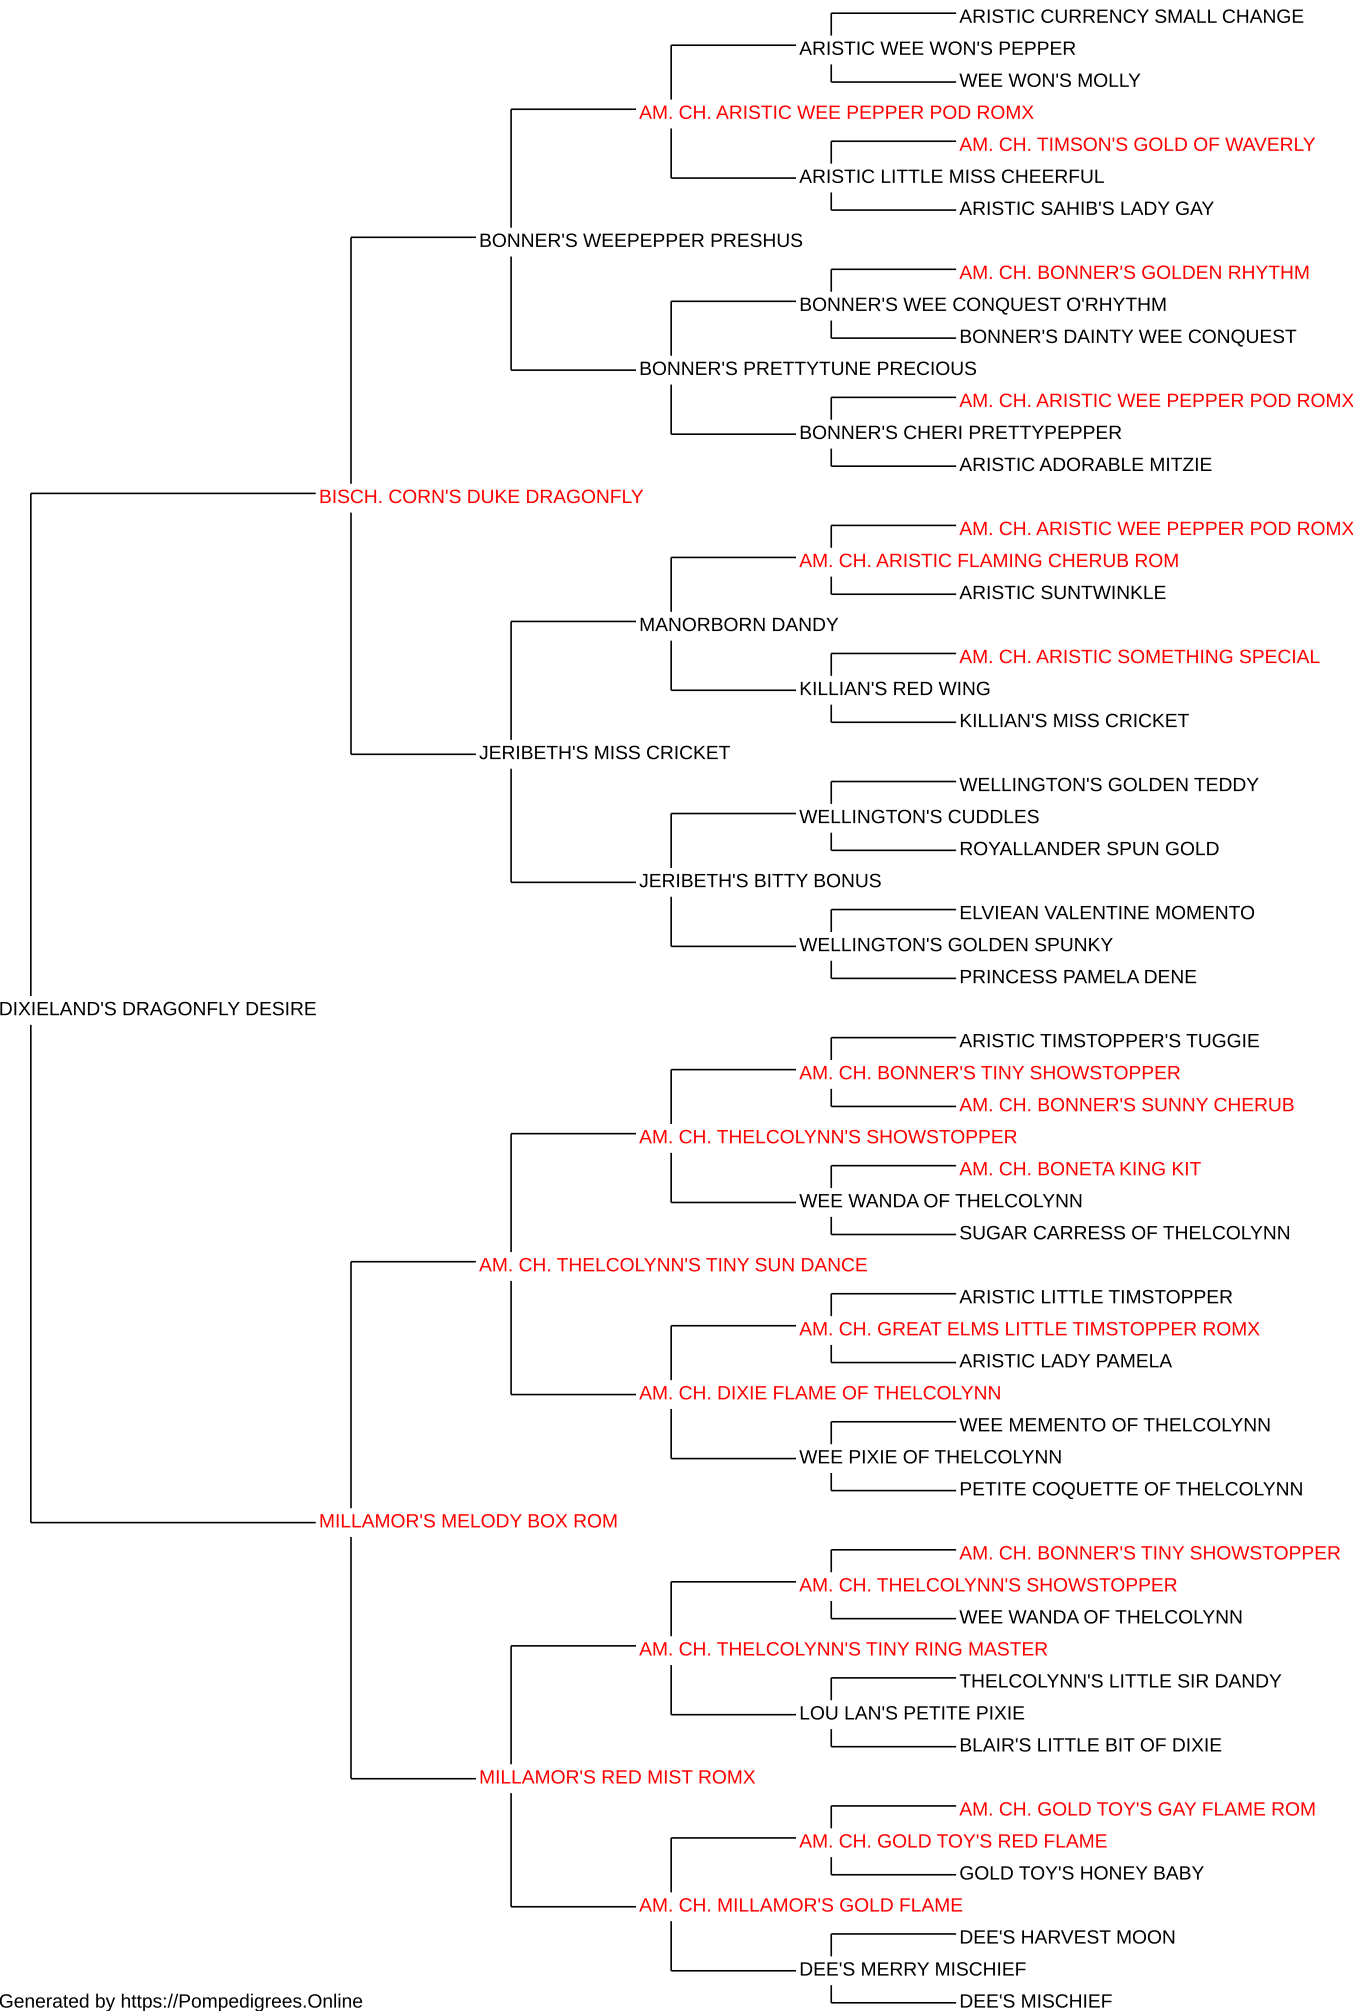 ARISTIC CURRENCY SMALL CHANGE
ARISTIC WEE WON'S PEPPER
WEE WON'S MOLLY
AM. CH. ARISTIC WEE PEPPER POD ROMX
AM. CH. TIMSON'S GOLD OF WAVERLY
ARISTIC LITTLE MISS CHEERFUL
ARISTIC SAHIB'S LADY GAY
BONNER'S WEEPEPPER PRESHUS
AM. CH. BONNER'S GOLDEN RHYTHM
BONNER'S WEE CONQUEST O'RHYTHM
BONNER'S DAINTY WEE CONQUEST
BONNER'S PRETTYTUNE PRECIOUS
AM. CH. ARISTIC WEE PEPPER POD ROMX
BONNER'S CHERI PRETTYPEPPER
ARISTIC ADORABLE MITZIE
BISCH. CORN'S DUKE DRAGONFLY
AM. CH. ARISTIC WEE PEPPER POD ROMX
AM. CH. ARISTIC FLAMING CHERUB ROM
ARISTIC SUNTWINKLE
MANORBORN DANDY
AM. CH. ARISTIC SOMETHING SPECIAL
KILLIAN'S RED WING
KILLIAN'S MISS CRICKET
JERIBETH'S MISS CRICKET
WELLINGTON'S GOLDEN TEDDY
WELLINGTON'S CUDDLES
ROYALLANDER SPUN GOLD
JERIBETH'S BITTY BONUS
ELVIEAN VALENTINE MOMENTO
WELLINGTON'S GOLDEN SPUNKY
PRINCESS PAMELA DENE
DIXIELAND'S DRAGONFLY DESIRE
ARISTIC TIMSTOPPER'S TUGGIE
AM. CH. BONNER'S TINY SHOWSTOPPER
AM. CH. BONNER'S SUNNY CHERUB
AM. CH. THELCOLYNN'S SHOWSTOPPER
AM. CH. BONETA KING KIT
WEE WANDA OF THELCOLYNN
SUGAR CARRESS OF THELCOLYNN
AM. CH. THELCOLYNN'S TINY SUN DANCE
ARISTIC LITTLE TIMSTOPPER
AM. CH. GREAT ELMS LITTLE TIMSTOPPER ROMX
ARISTIC LADY PAMELA
AM. CH. DIXIE FLAME OF THELCOLYNN
WEE MEMENTO OF THELCOLYNN
WEE PIXIE OF THELCOLYNN
PETITE COQUETTE OF THELCOLYNN
MILLAMOR'S MELODY BOX ROM
AM. CH. BONNER'S TINY SHOWSTOPPER
AM. CH. THELCOLYNN'S SHOWSTOPPER
WEE WANDA OF THELCOLYNN
AM. CH. THELCOLYNN'S TINY RING MASTER
THELCOLYNN'S LITTLE SIR DANDY
LOU LAN'S PETITE PIXIE
BLAIR'S LITTLE BIT OF DIXIE
MILLAMOR'S RED MIST ROMX
AM. CH. GOLD TOY'S GAY FLAME ROM
AM. CH. GOLD TOY'S RED FLAME
GOLD TOY'S HONEY BABY
AM. CH. MILLAMOR'S GOLD FLAME
DEE'S HARVEST MOON
DEE'S MERRY MISCHIEF
DEE'S MISCHIEF
Generated by https://Pompedigrees.Online